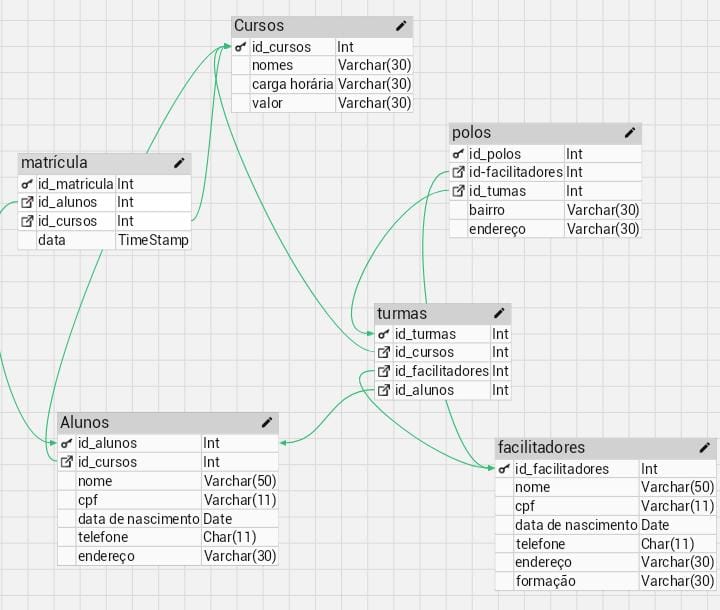 Cursos
id_cursos Int
nomes Varchar(30)
carga horária Varchar(30)
valor Varchar(30)
polos
id_polos Int
id-facilitadores Int
id_tumas Int
bairro Varchar(30)
endereço Varchar(30)
matrícula
id_matricula Int
id_alunos Int
id_cursos Int
data TimeStamp
turmas
id_turmas Int
id_cursos Int
id_facilitadores Int
id_alunos Int
Alunos
id_alunos Int
id_cursos Int
nome Varchar(50)
cpf Varchar(11)
data de nascimento Date
telefone Char(11)
endereço Varchar(30)
facilitadores
id_facilitadores Int
nome Varchar(50)
cpf Varchar(11)
data de nascimento Date
telefone Char(11)
endereço Varchar(30)
formação Varchar(30)